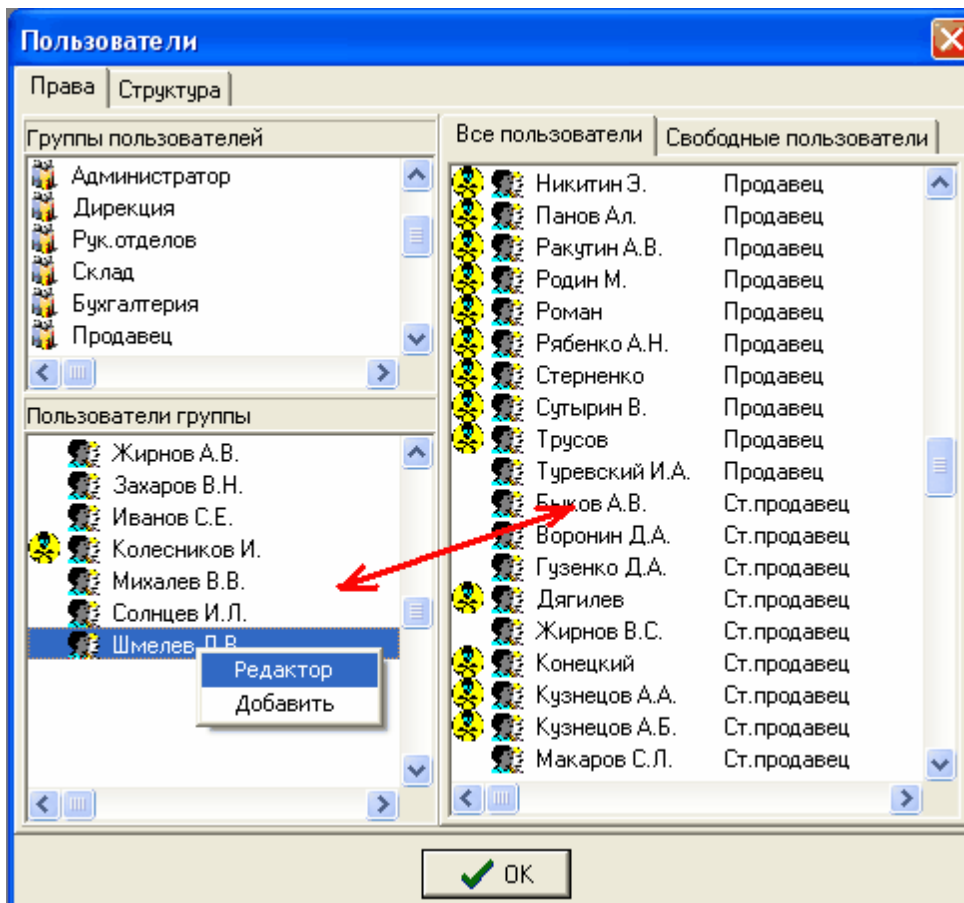 Пользователи
Права Структура
Группы пользователей
Администратор
Дирекция
Рук.отделов
Склад
Бухгалтерия
Продавец
Пользователи группы
Жирнов А.В.
Захаров В.Н.
Иванов С.Е.
Колесников И.
Михалев В.В.
Солнцев И.Л.
Шмелев
Редактор
Добавить
Все пользователи Свободные пользователи
Никитин Э. Продавец
Панов Ал. Продавец
Ракутин А.В. Продавец
Родин М. Продавец
Роман Продавец
Рябенко А.Н. Продавец
Стерненко Продавец
Сутырин В. Продавец
Трусов Продавец
Туревский И.А. Продавец
Быков А.В. Ст.продавец
Воронин Д.А. Ст.продавец
Гузенко Д.А. Ст.продавец
Дягилев Ст.продавец
Жирнов В.С. Ст.продавец
Конецкий Ст.продавец
Кузнецов А.А. Ст.продавец
Кузнецов А.Б. Ст.продавец
Макаров С.Л. Ст.продавец
OK